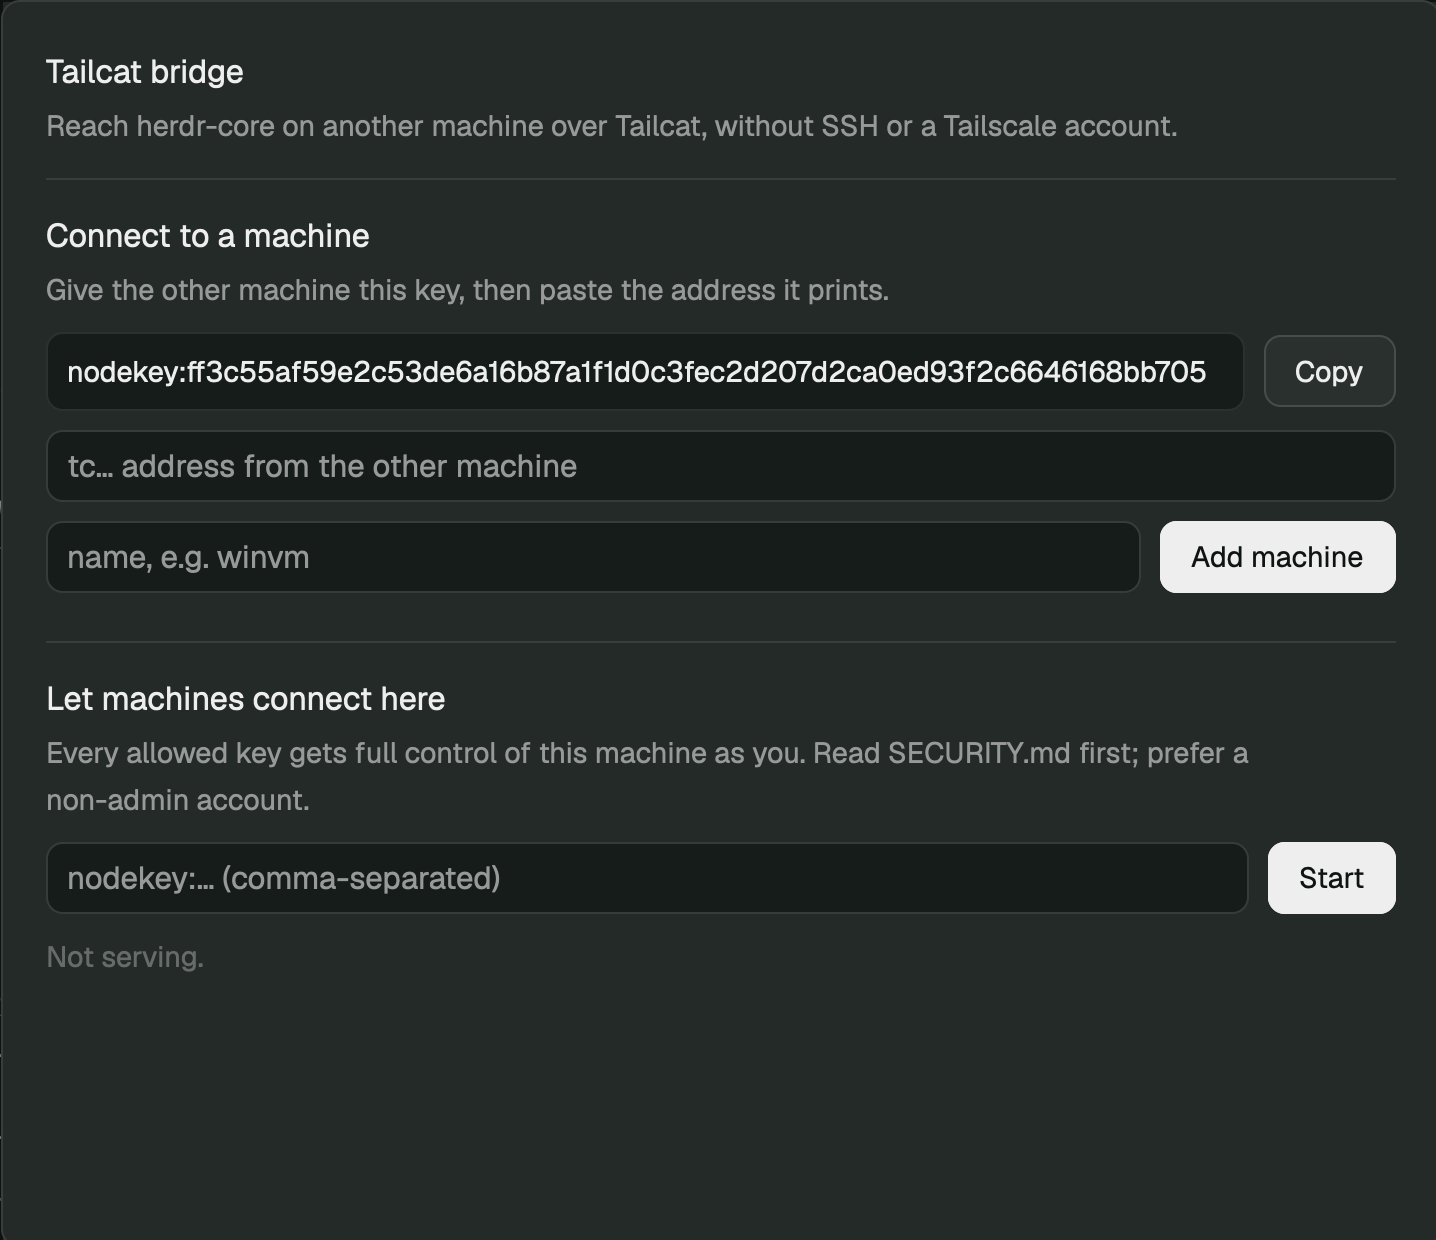 Tailcat bridge
Reach herdr-core on another machine over Tailcat, without SSH or a Tailscale account.
Connect to a machine
Give the other machine this key, then paste the address it prints.
nodekey:ff3c55af59e2c53de6a16b87a1f1d0c3fec2d207d2ca0ed93f2c6646168bb705
Copy
tc... address from the other machine
name, e.g. winvm
Add machine
Let machines connect here
Every allowed key gets full control of this machine as you. Read SECURITY.md first; prefer a
non-admin account.
nodekey:... (comma-separated)
Start
Not serving.